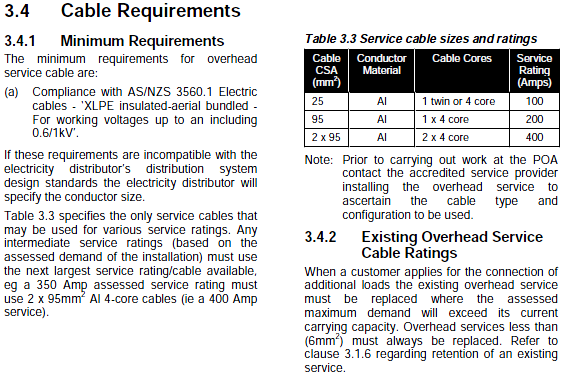 3.4 Cable Requirements
3.4.1 Minimum Requirements
The minimum requirements for overhead
service cable are:
(a) Compliance with AS/NZS 3560.1 Electric
cables - 'XLPE insulated-aerial bundled -
For working voltages up to an including
0.6/1kV'.
If these requirements are incompatible with the
electricity distributor's distribution system
design standards the electricity distributor will
specify the conductor size.
Table 3.3 specifies the only service cables that
may be used for various service ratings. Any
intermediate service ratings (based on the
assessed demand of the installation) must use
the next largest service rating/cable available,
eg a 350 Amp assessed service rating must
use 2 x 95mm² Al 4-core cables (ie a 400 Amp
service).
Table 3.3 Service cable sizes and ratings
Cable CSA (mm²) Conductor Material Cable Cores Service Rating (Amps)
25 Al 1 twin or 4 core 100
95 Al 1 x 4 core 200
2 x 95 Al 2 x 4 core 400
Note: Prior to carrying out work at the POA
contact the accredited service provider
installing the overhead service to
ascertain the cable type and
configuration to be used.
3.4.2 Existing Overhead Service
Cable Ratings
When a customer applies for the connection of
additional loads the existing overhead service
must be replaced where the assessed
maximum demand will exceed its current
carrying capacity. Overhead services less than
(6mm²) must always be replaced. Refer to
clause 3.1.6 regarding retention of an existing
service.